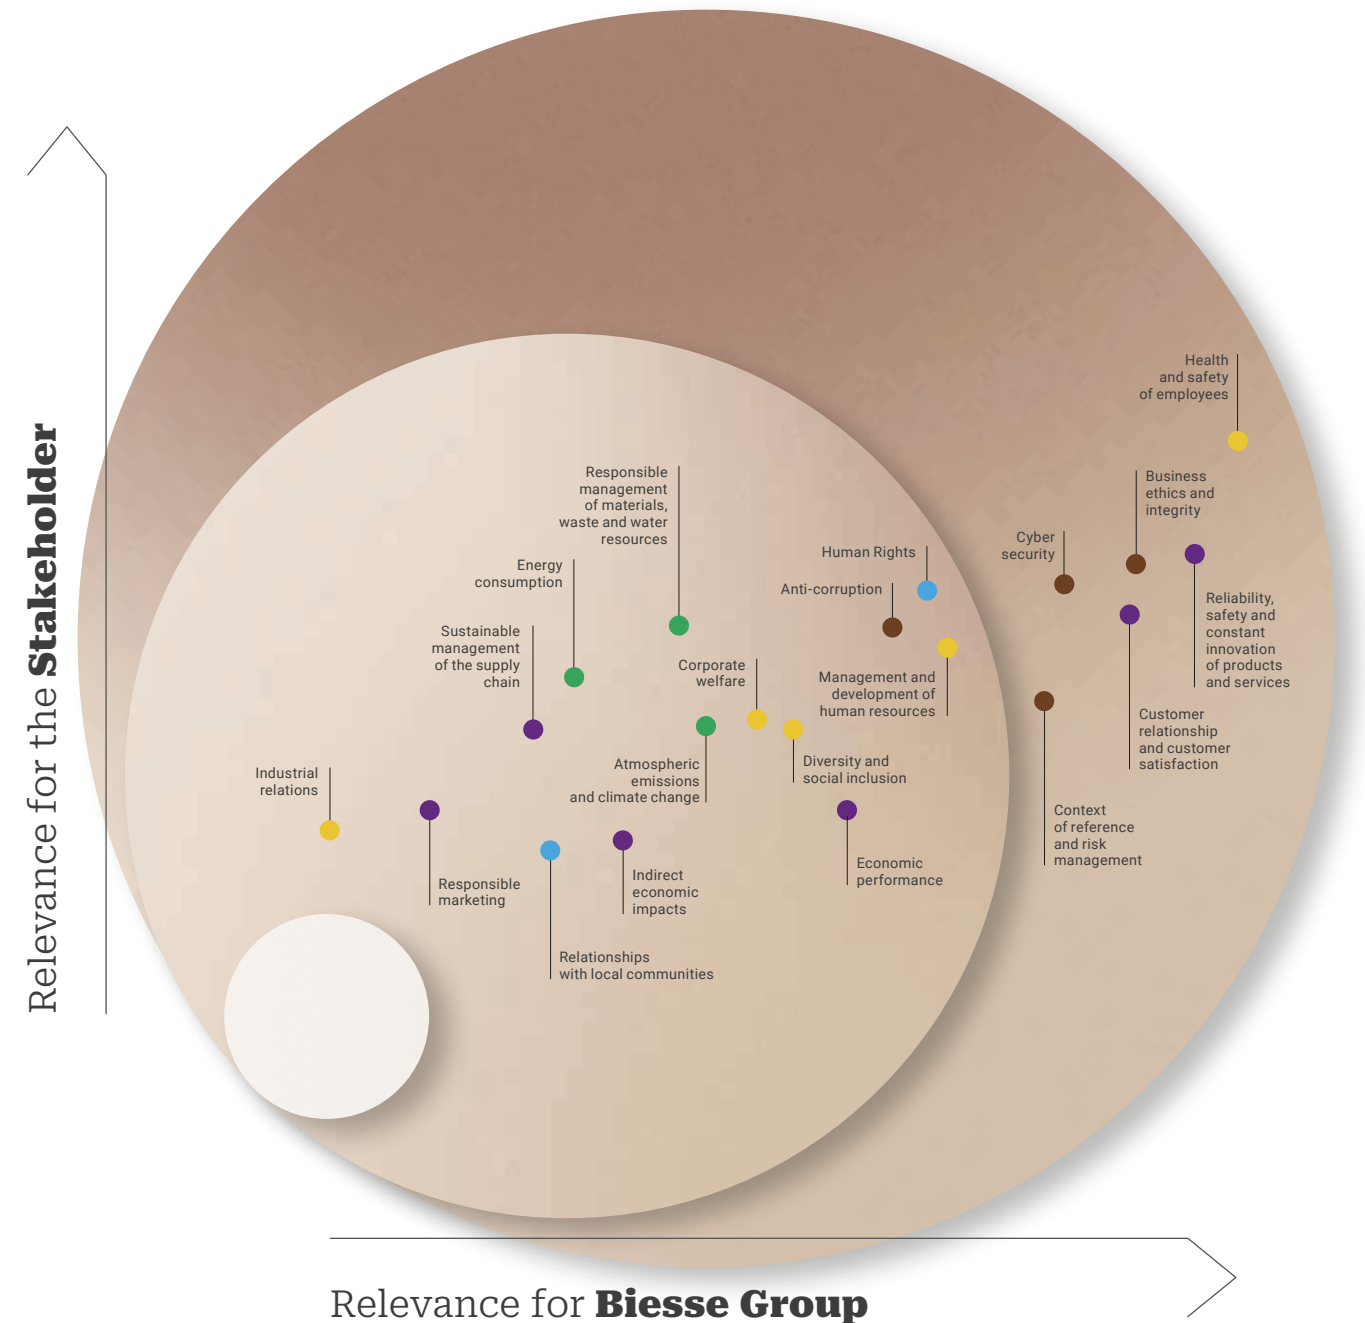 Health
and safety
of employees
Responsible
management
of materials,
waste and water
resources
Business
ethics and
integrity
Cyber
security
Human Rights
Energy
consumption
Anti-corruption
Reliability,
safety and
constant
innovation
of products
and services
Sustainable
management
of the supply
chain
Corporate
welfare
Management and
development of
human resources
Customer
relationship
and customer
satisfaction
Diversity and
social inclusion
Atmospheric
emissions
and climate change
Industrial
relations
Context
of reference
and risk
management
Economic
performance
Indirect
economic
impacts
Responsible
marketing
Relationships
with local communities
Relevance for the Stakeholder
Relevance for Biesse Group